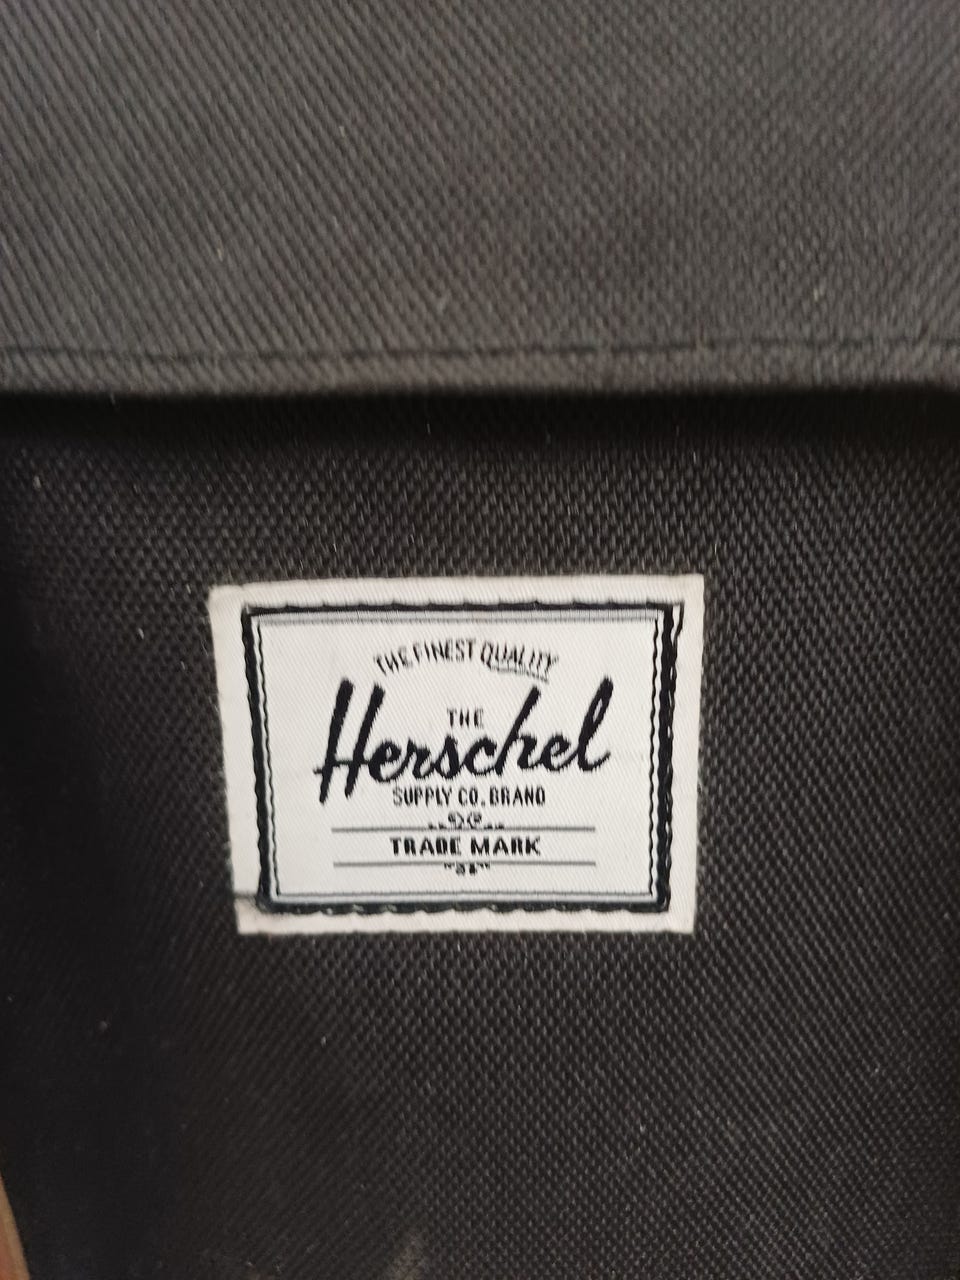 THE FINEST QUALITY
THE
Herschel
SUPPLY CO. BRAND
TRADE MARK